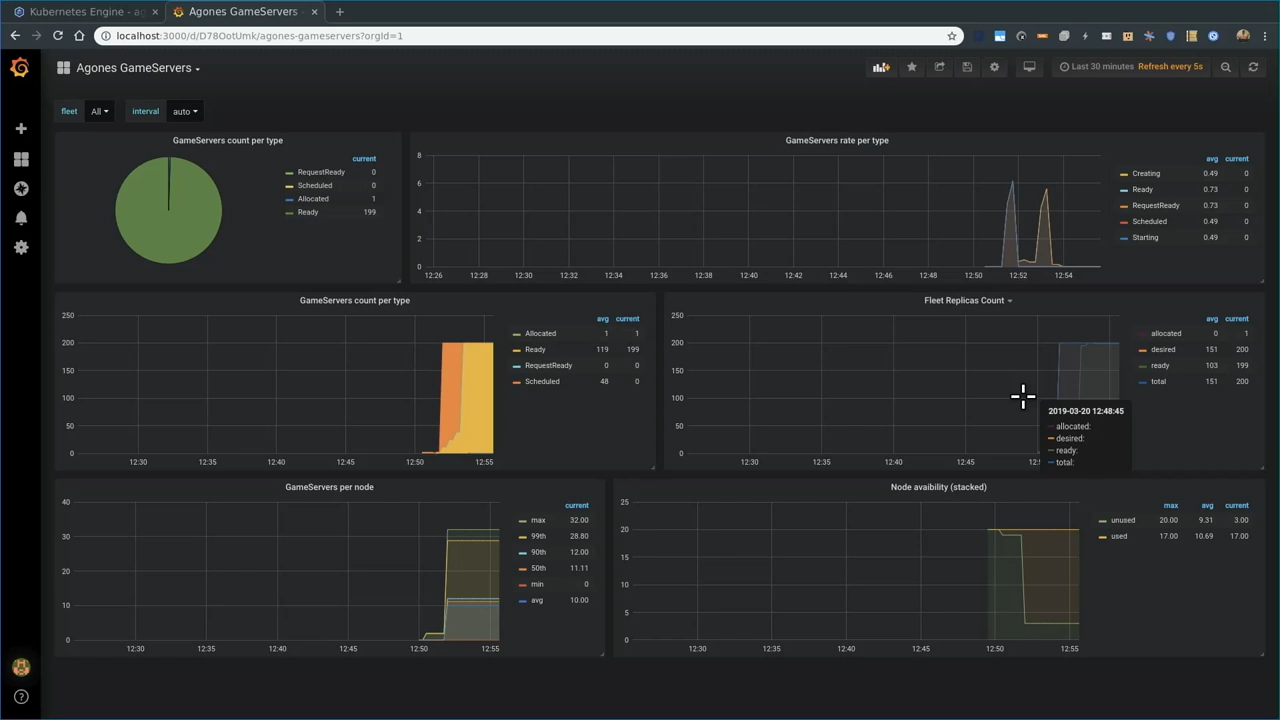 Kubernetes Engine - ag
Agones GameServers -
localhost:3000/d/D78OotUmk/agones-gameservers?orgId=1
Agones GameServers
Last 30 minutes Refresh every 5s
fleet All interval auto
GameServers count per type
current
RequestReady 0
Scheduled 0
Allocated 1
Ready 199
GameServers rate per type
8
6
4
2
0
12:26 12:28 12:30 12:32 12:34 12:36 12:38 12:40 12:42 12:44 12:46 12:48 12:50 12:52 12:54
avg current
Creating 0.49 0
Ready 0.73 0
RequestReady 0.73 0
Scheduled 0.49 0
Starting 0.49 0
GameServers count per type
250
200
150
100
50
0
12:30 12:35 12:40 12:45 12:50 12:55
avg current
Allocated 1 1
Ready 119 199
RequestReady 0 0
Scheduled 48 0
Fleet Replicas Count
250
200
150
100
50
0
12:30 12:35 12:40 12:45
avg current
allocated 0 1
desired 151 200
ready 103 199
total 151 200
2019-03-20 12:48:45
allocated:
desired:
ready:
total:
GameServers per node
40
30
20
10
0
12:30 12:35 12:40 12:45 12:50 12:55
current
max 32.00
99th 28.80
90th 12.00
50th 11.11
min 0
avg 10.00
Node avaibility (stacked)
25
20
15
10
5
0
12:30 12:35 12:40 12:45 12:50 12:55
max avg current
unused 20.00 9.31 3.00
used 17.00 10.69 17.00